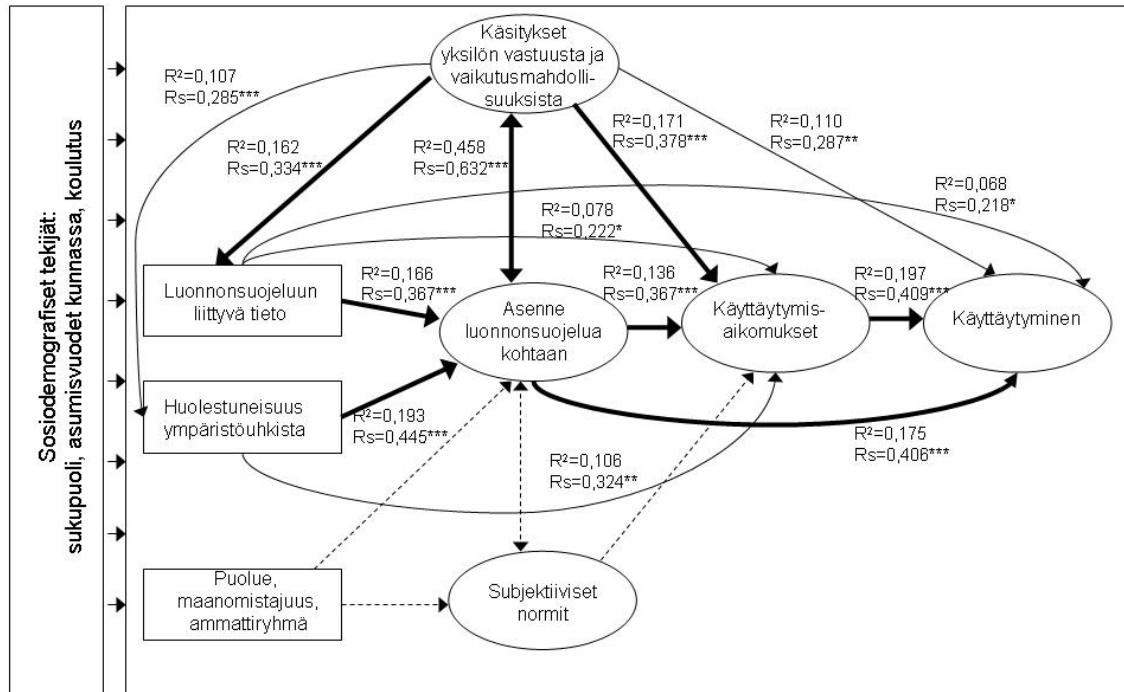 Sosiodemografiset tekijät:
sukupuoli, asumisvuodet kunnassa, koulutus
Käsitykset
yksilön vastuusta ja
vaikutusmahdolli-
suuksista
R²=0,107
Rs=0,285***
R²=0,162
Rs=0,334***
R²=0,458
Rs=0,632***
R²=0,171
Rs=0,378***
R²=0,110
Rs=0,287**
R²=0,068
Rs=0,218*
R²=0,078
Rs=0,222*
Luonnonsuojeluun
liittyvä tieto
R²=0,166
Rs=0,367***
Asenne
luonnonsuojelua
kohtaan
R²=0,136
Rs=0,367***
Käyttäytymis-
aikomukset
R²=0,197
Rs=0,409***
Käyttäytyminen
Huolestuneisuus
ympäristöuhkista
R²=0,193
Rs=0,445***
R²=0,175
Rs=0,406***
R²=0,106
Rs=0,324**
Puolue,
maanomistajuus,
ammattiryhmä
Subjektiiviset
normit